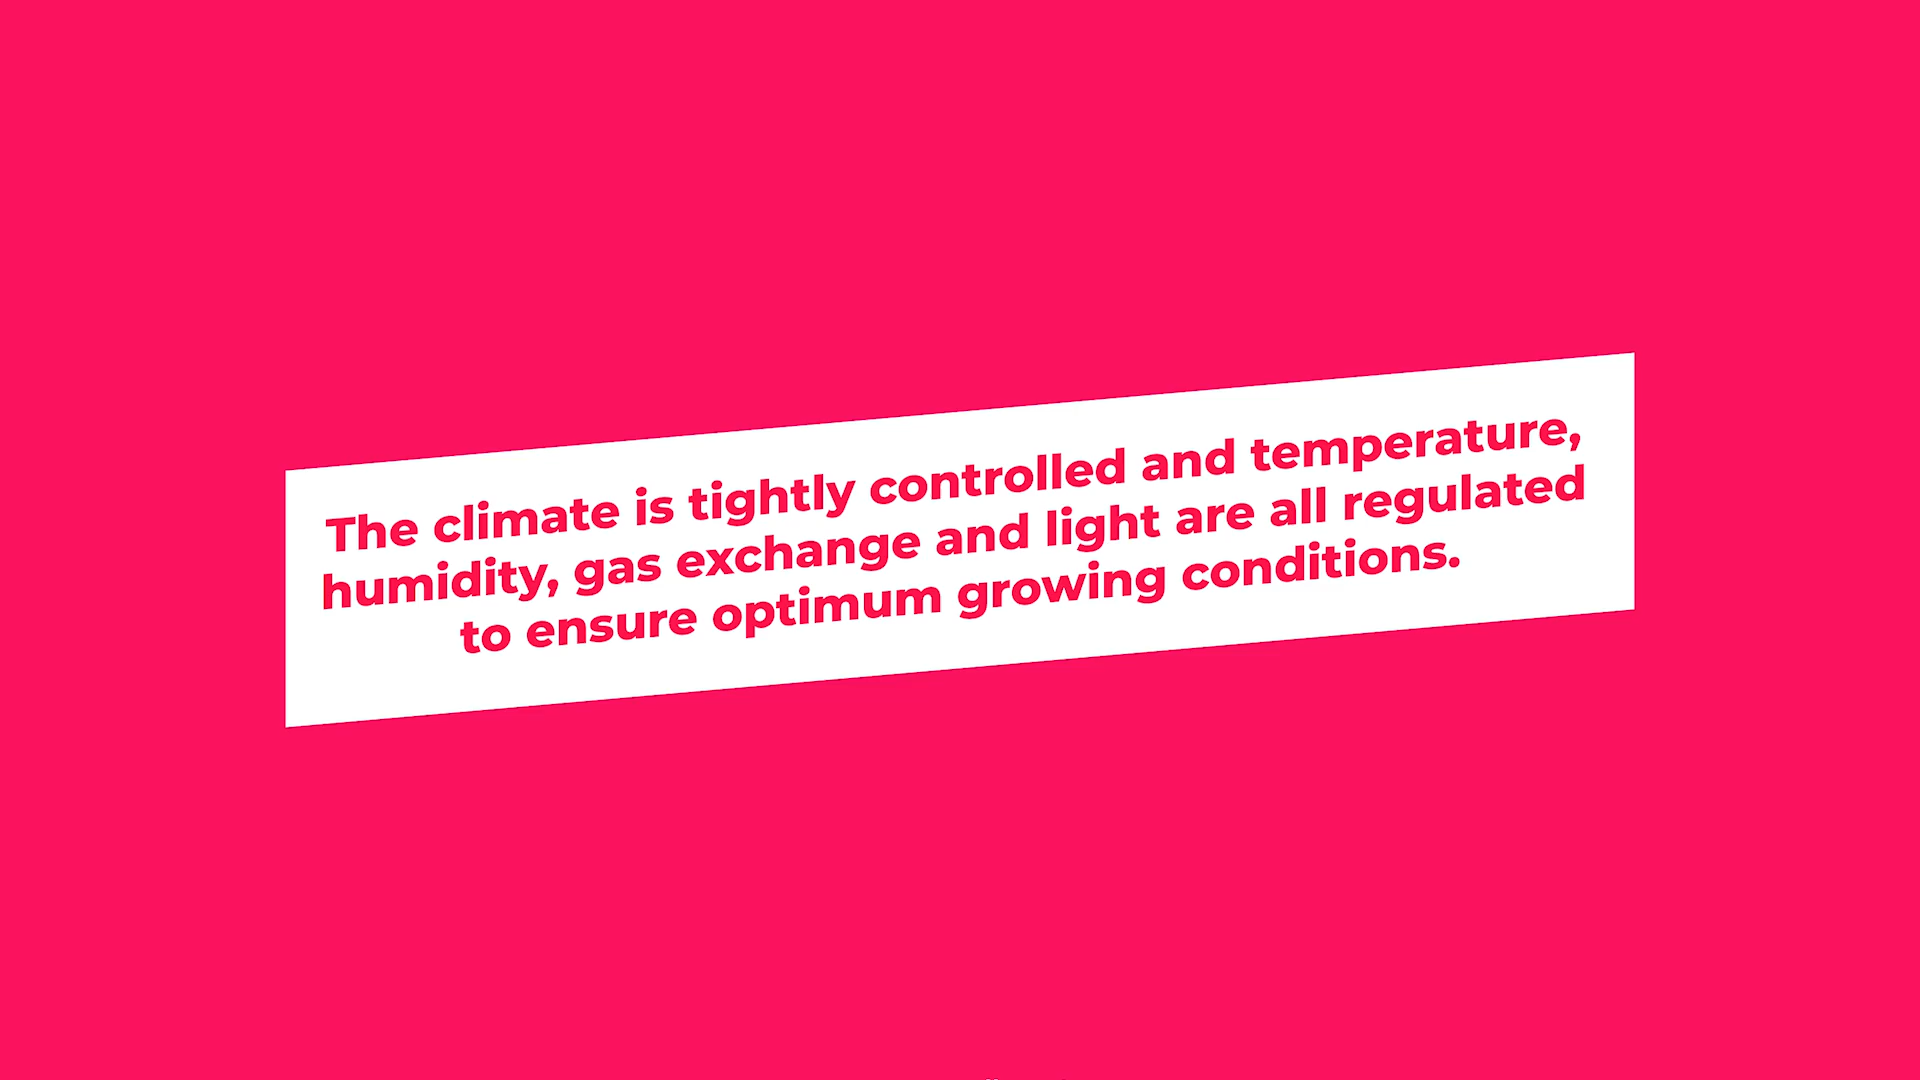 The climate is tightly controlled and temperature,
humidity, gas exchange and light are all regulated
to ensure optimum growing conditions.